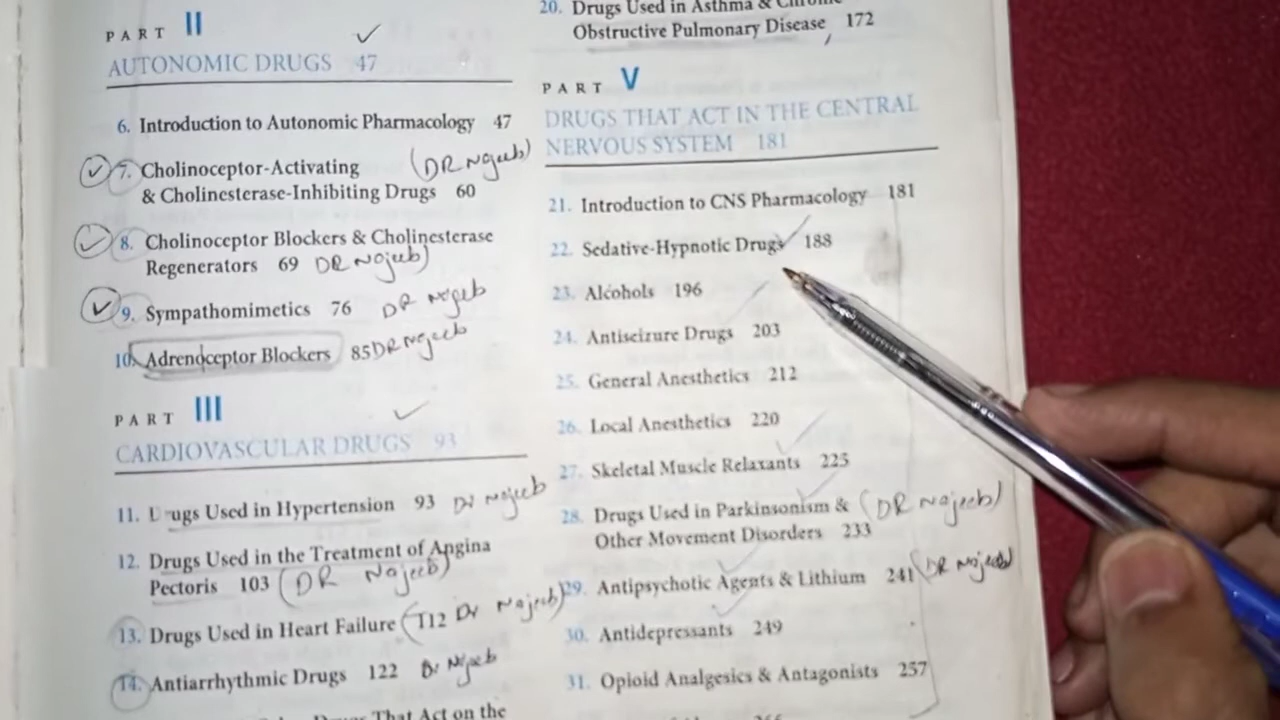 PART II
AUTONOMIC DRUGS 47
6. Introduction to Autonomic Pharmacology 47
7. Cholinoceptor-Activating (DR Najeeb)
& Cholinesterase-Inhibiting Drugs 60
8. Cholinoceptor Blockers & Cholinesterase
Regenerators 69 DR Najeeb)
9. Sympathomimetics 76 DR Najeeb
10. Adrenoceptor Blockers 85 DR Najeeb
PART III
CARDIOVASCULAR DRUGS 93
11. Drugs Used in Hypertension 93 Dr Najeeb
12. Drugs Used in the Treatment of Angina
Pectoris 103 (DR Najeeb)
13. Drugs Used in Heart Failure (112 Dr Najeeb)
14. Antiarrhythmic Drugs 122 Dr Najeeb
Drugs That Act on the
20. Drugs Used in Asthma & Chronic
Obstructive Pulmonary Disease 172
PART V
DRUGS THAT ACT IN THE CENTRAL
NERVOUS SYSTEM 181
21. Introduction to CNS Pharmacology 181
22. Sedative-Hypnotic Drugs 188
23. Alcohols 196
24. Antiseizure Drugs 203
25. General Anesthetics 212
26. Local Anesthetics 220
27. Skeletal Muscle Relaxants 225
28. Drugs Used in Parkinsonism & (DR Najeeb)
Other Movement Disorders 233
29. Antipsychotic Agents & Lithium 241 (DR Najeeb)
30. Antidepressants 249
31. Opioid Analgesics & Antagonists 257